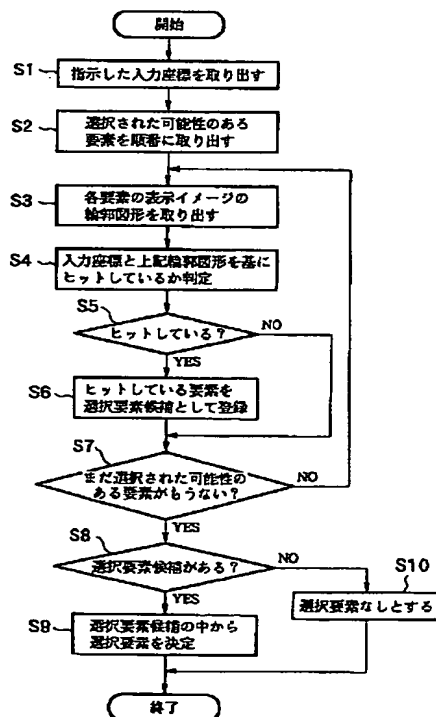 開始
S1
指示した入力座標を取り出す
S2
選択された可能性のある
要素を順番に取り出す
S3
各要素の表示イメージの
輪郭図形を取り出す
S4
入力座標と上記輪郭図形を基に
ヒットしているか判定
S5
ヒットしている?
NO
YES
S6
ヒットしている要素を
選択要素候補として登録
S7
まだ選択された可能性の
ある要素がもうない?
NO
YES
S8
選択要素候補がある?
NO
S10
選択要素なしとする
YES
S9
選択要素候補の中から
選択要素を決定
終了